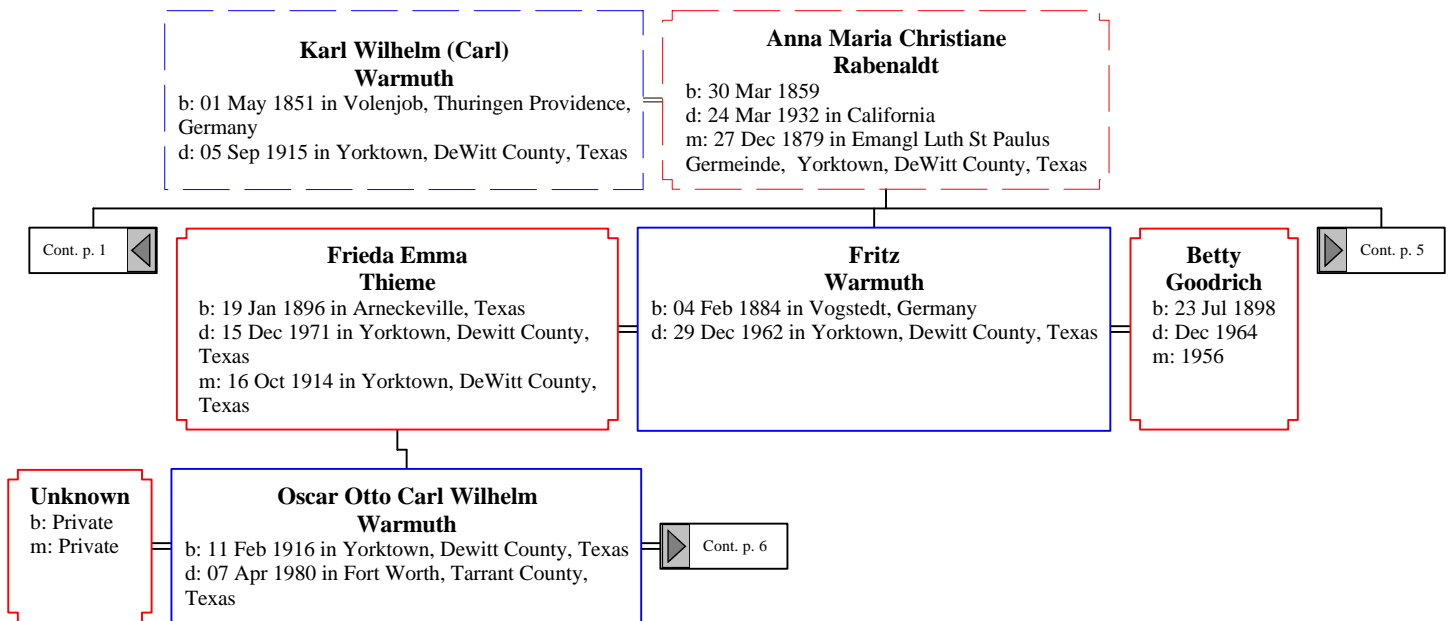 Karl Wilhelm (Carl)
Warmuth
b: 01 May 1851 in Volenjob, Thuringen Providence,
Germany
d: 05 Sep 1915 in Yorktown, DeWitt County, Texas
Anna Maria Christiane
Rabenaldt
b: 30 Mar 1859
d: 24 Mar 1932 in California
m: 27 Dec 1879 in Emangl Luth St Paulus
Germeinde, Yorktown, DeWitt County, Texas
Cont. p. 1
Frieda Emma
Thieme
b: 19 Jan 1896 in Arneckeville, Texas
d: 15 Dec 1971 in Yorktown, Dewitt County,
Texas
m: 16 Oct 1914 in Yorktown, DeWitt County,
Texas
Fritz
Warmuth
b: 04 Feb 1884 in Vogstedt, Germany
d: 29 Dec 1962 in Yorktown, Dewitt County, Texas
Betty
Goodrich
b: 23 Jul 1898
d: Dec 1964
m: 1956
Cont. p. 5
Unknown
b: Private
m: Private
Oscar Otto Carl Wilhelm
Warmuth
b: 11 Feb 1916 in Yorktown, Dewitt County, Texas
d: 07 Apr 1980 in Fort Worth, Tarrant County,
Texas
Cont. p. 6